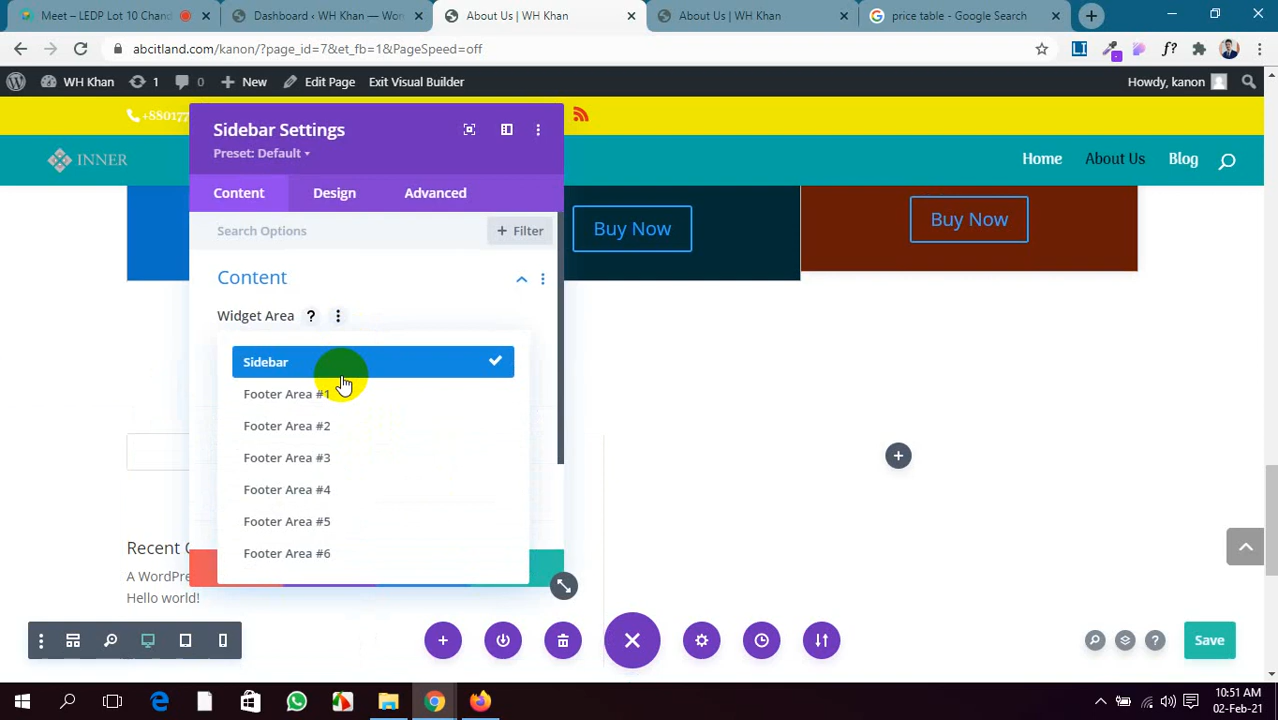 LEDP Lot 10 Chand
Dashboard ‹ WH Khan — Wor
About Us | WH Khan
About Us | WH Khan
price table - Google Search
abcitland.com/kanon/?page_id=7&et_fb=1&PageSpeed=off
WH Khan
1
0
New
Edit Page
Exit Visual Builder
Howdy, kanon
+880177
INNER
Home
About Us
Blog
Sidebar Settings
Preset: Default
Content
Design
Advanced
Search Options
+ Filter
Content
Widget Area
Sidebar
Footer Area #1
Footer Area #2
Footer Area #3
Footer Area #4
Footer Area #5
Footer Area #6
Buy Now
Buy Now
Recent C
A WordPre
Hello world!
Save
10:51 AM
02-Feb-21